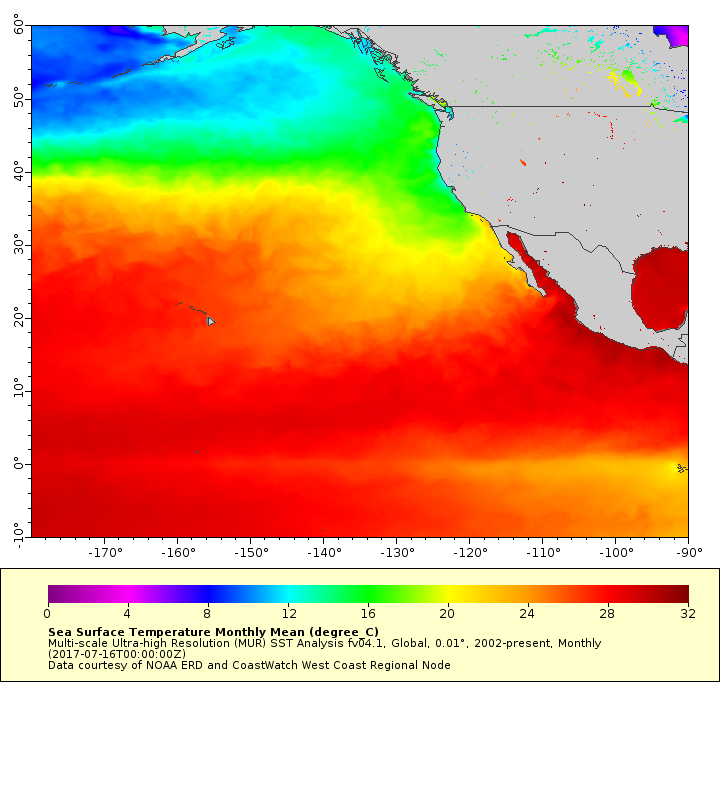 60°
50°
40°
30°
20°
10°
0°
-10°
-170° -160° -150° -140° -130° -120° -110° -100° -90°
0 4 8 12 16 20 24 28 32
Sea Surface Temperature Monthly Mean (degree_C)
Multi-scale Ultra-high Resolution (MUR) SST Analysis fv04.1, Global, 0.01°, 2002-present, Monthly
(2017-07-16T00:00:00Z)
Data courtesy of NOAA ERD and CoastWatch West Coast Regional Node